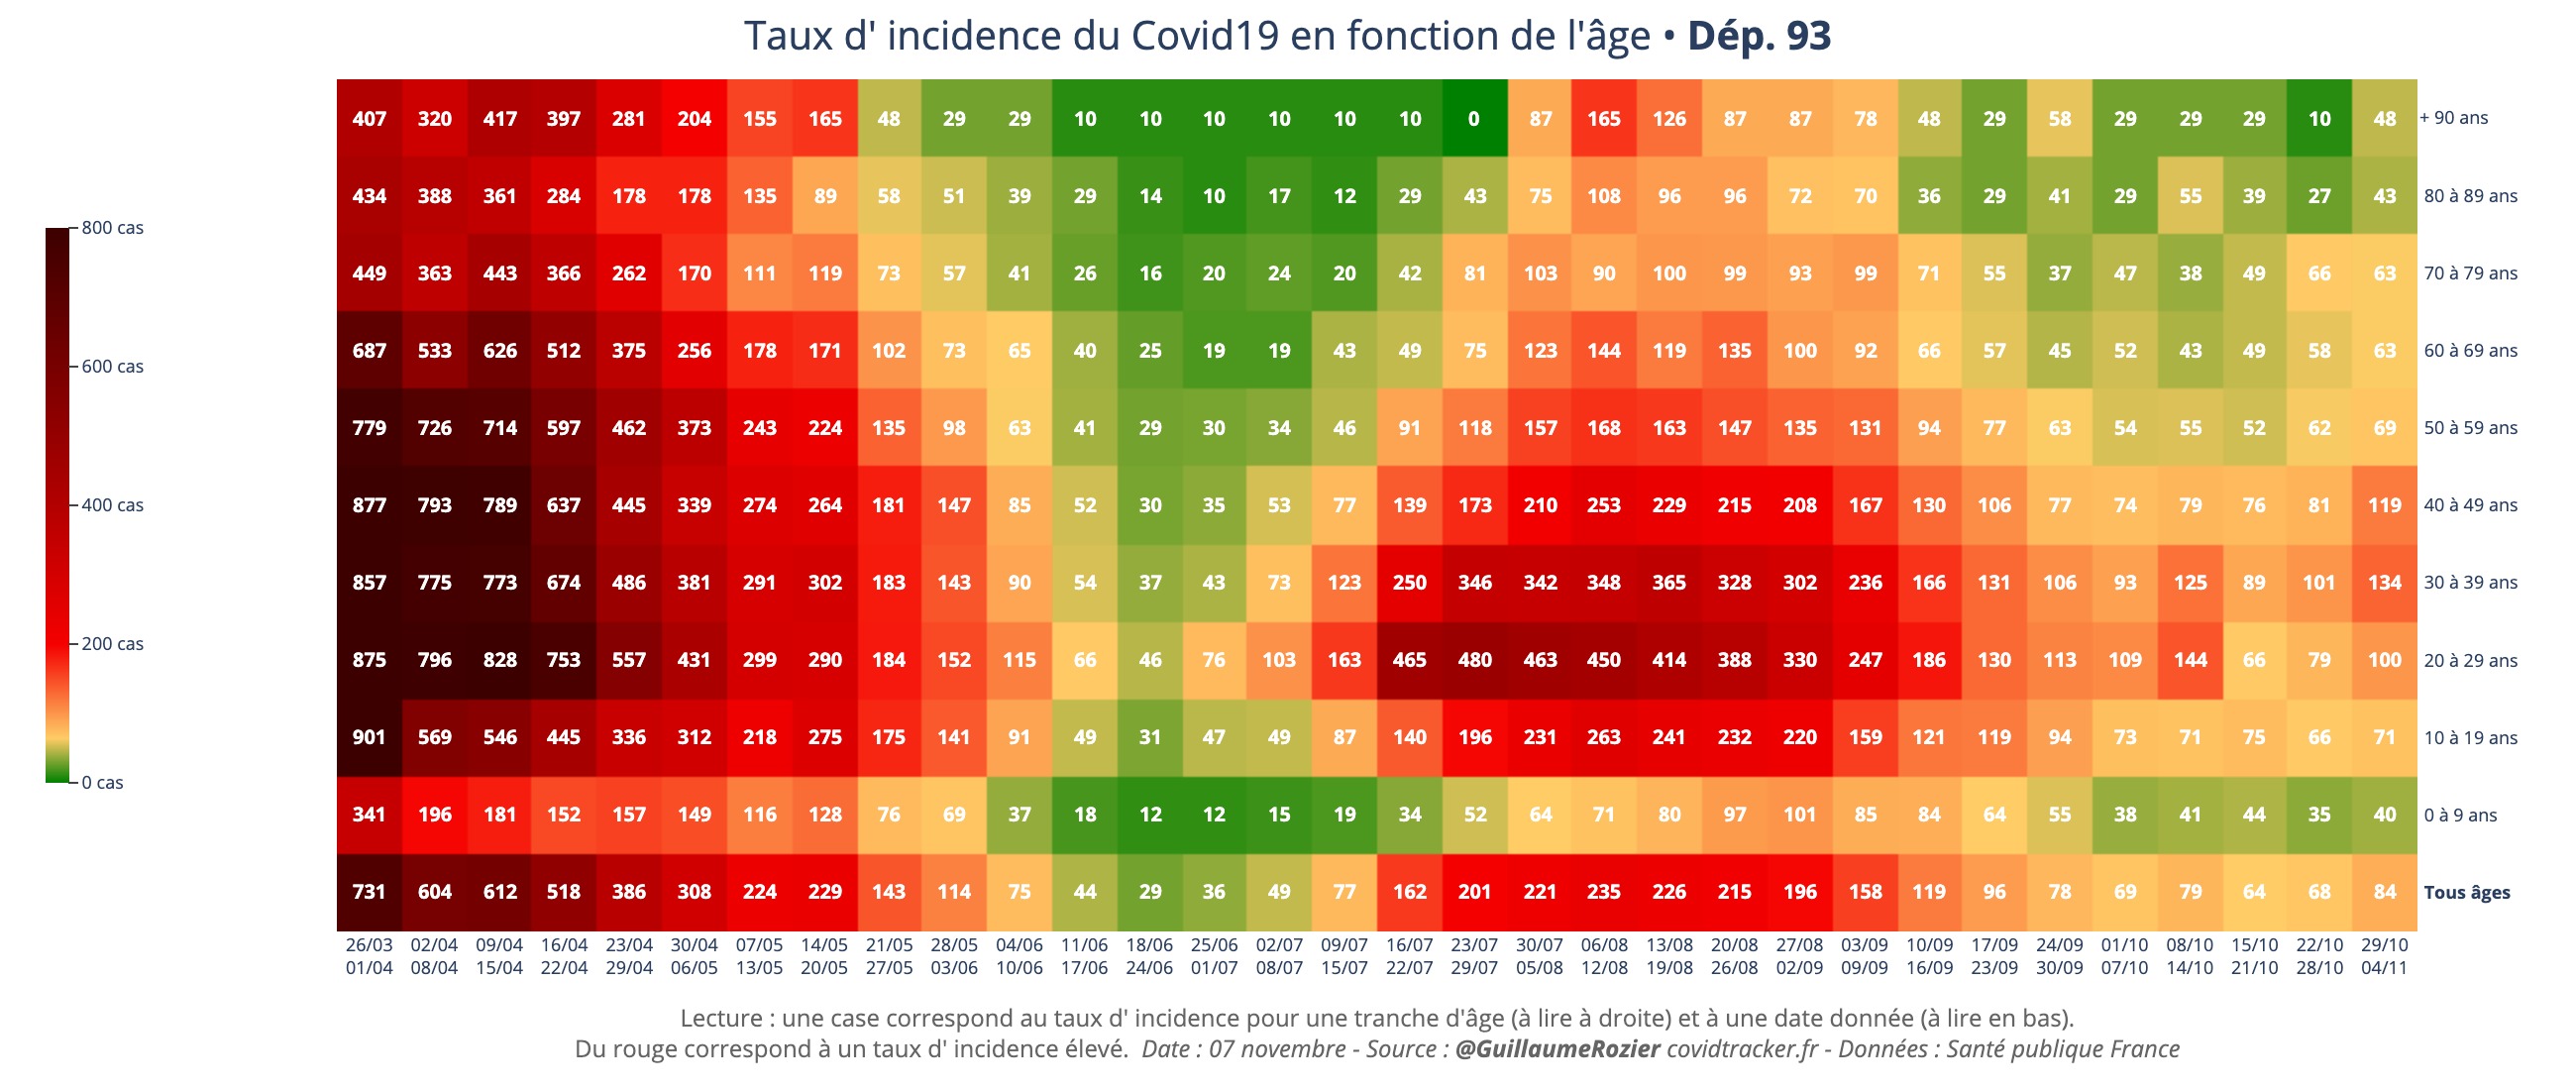 Taux d' incidence du Covid19 en fonction de l'âge • Dép. 93
407 320 417 397 281 204 155 165 48 29 29 10 10 10 10 10 10 0 87 165 126 87 87 78 48 29 58 29 29 29 10 48 + 90 ans
434 388 361 284 178 178 135 89 58 51 39 29 14 10 17 12 29 43 75 108 96 96 72 70 36 29 41 29 55 39 27 43 80 à 89 ans
449 363 443 366 262 170 111 119 73 57 41 26 16 20 24 20 42 81 103 90 100 99 93 99 71 55 37 47 38 49 66 63 70 à 79 ans
687 533 626 512 375 256 178 171 102 73 65 40 25 19 19 43 49 75 123 144 119 135 100 92 66 57 45 52 43 49 58 63 60 à 69 ans
779 726 714 597 462 373 243 224 135 98 63 41 29 30 34 46 91 118 157 168 163 147 135 131 94 77 63 54 55 52 62 69 50 à 59 ans
877 793 789 637 445 339 274 264 181 147 85 52 30 35 53 77 139 173 210 253 229 215 208 167 130 106 77 74 79 76 81 119 40 à 49 ans
857 775 773 674 486 381 291 302 183 143 90 54 37 43 73 123 250 346 342 348 365 328 302 236 166 131 106 93 125 89 101 134 30 à 39 ans
875 796 828 753 557 431 299 290 184 152 115 66 46 76 103 163 465 480 463 450 414 388 330 247 186 130 113 109 144 66 79 100 20 à 29 ans
901 569 546 445 336 312 218 275 175 141 91 49 31 47 49 87 140 196 231 263 241 232 220 159 121 119 94 73 71 75 66 71 10 à 19 ans
341 196 181 152 157 149 116 128 76 69 37 18 12 12 15 19 34 52 64 71 80 97 101 85 84 64 55 38 41 44 35 40 0 à 9 ans
731 604 612 518 386 308 224 229 143 114 75 44 29 36 49 77 162 201 221 235 226 215 196 158 119 96 78 69 79 64 68 84 Tous âges
26/03 02/04 09/04 16/04 23/04 30/04 07/05 14/05 21/05 28/05 04/06 11/06 18/06 25/06 02/07 09/07 16/07 23/07 30/07 06/08 13/08 20/08 27/08 03/09 10/09 17/09 24/09 01/10 08/10 15/10 22/10 29/10
01/04 08/04 15/04 22/04 29/04 06/05 13/05 20/05 27/05 03/06 10/06 17/06 24/06 01/07 08/07 15/07 22/07 29/07 05/08 12/08 19/08 26/08 02/09 09/09 16/09 23/09 30/09 07/10 14/10 21/10 28/10 04/11
800 cas
600 cas
400 cas
200 cas
0 cas
Lecture : une case correspond au taux d' incidence pour une tranche d'âge (à lire à droite) et à une date donnée (à lire en bas).
Du rouge correspond à un taux d' incidence élevé. Date : 07 novembre - Source : @GuillaumeRozier covidtracker.fr - Données : Santé publique France